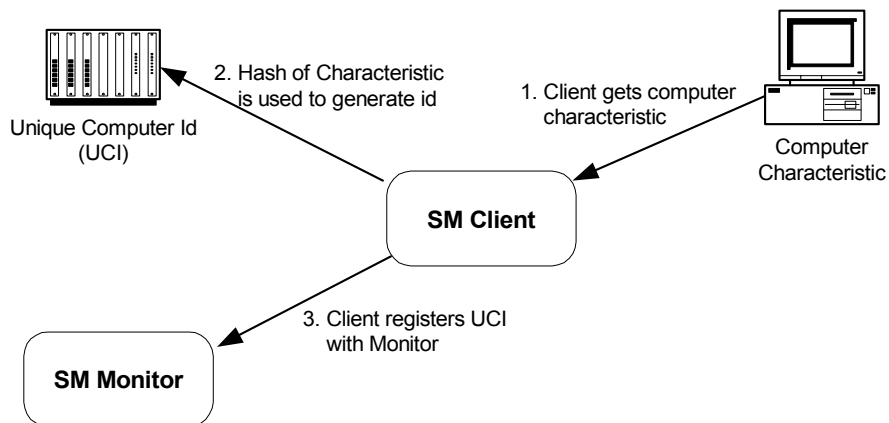 2. Hash of Characteristic
is used to generate id
1. Client gets computer
characteristic
Unique Computer Id
(UCI)
Computer
Characteristic
SM Client
3. Client registers UCI
with Monitor
SM Monitor